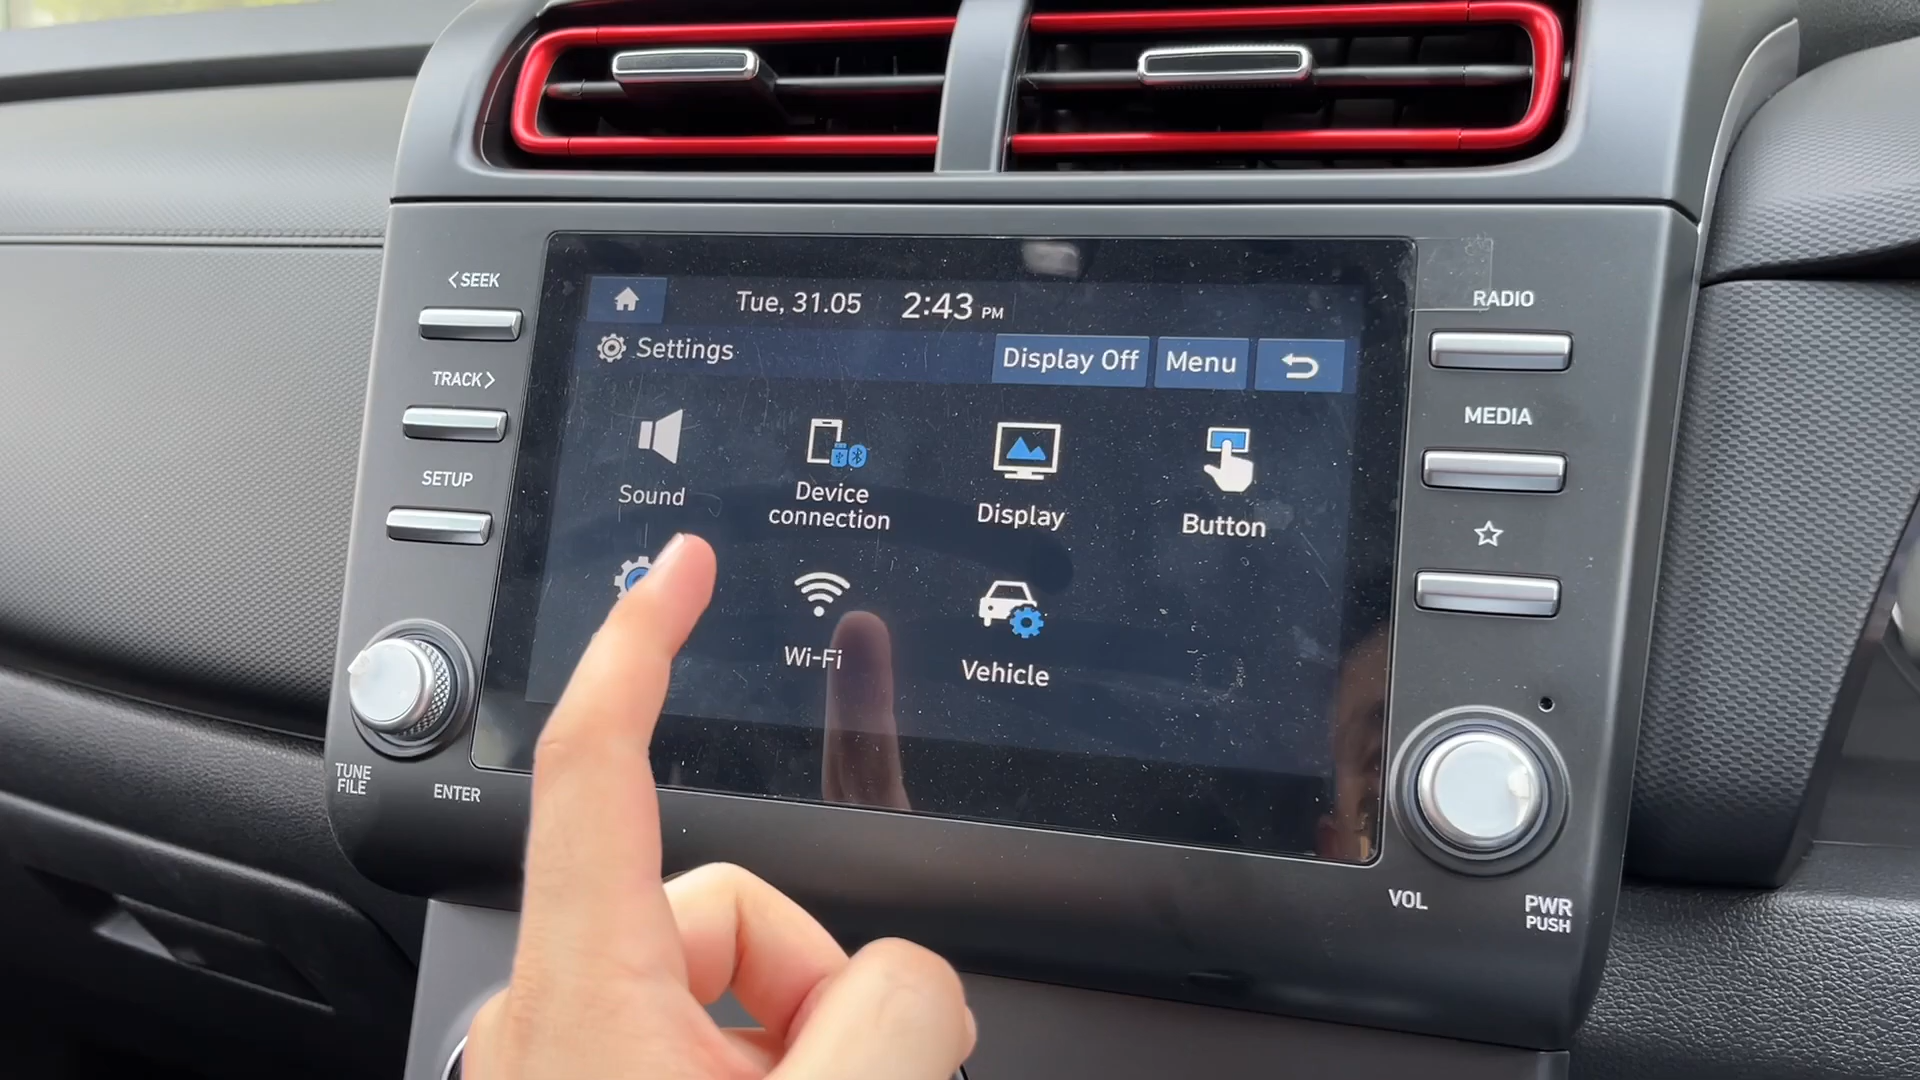 <SEEK
TRACK>
SETUP
TUNE
FILE
ENTER
Tue, 31.05
2:43 PM
Settings
Display Off
Menu
Sound
Device
connection
Display
Button
Wi-Fi
Vehicle
RADIO
MEDIA
VOL
PWR
PUSH